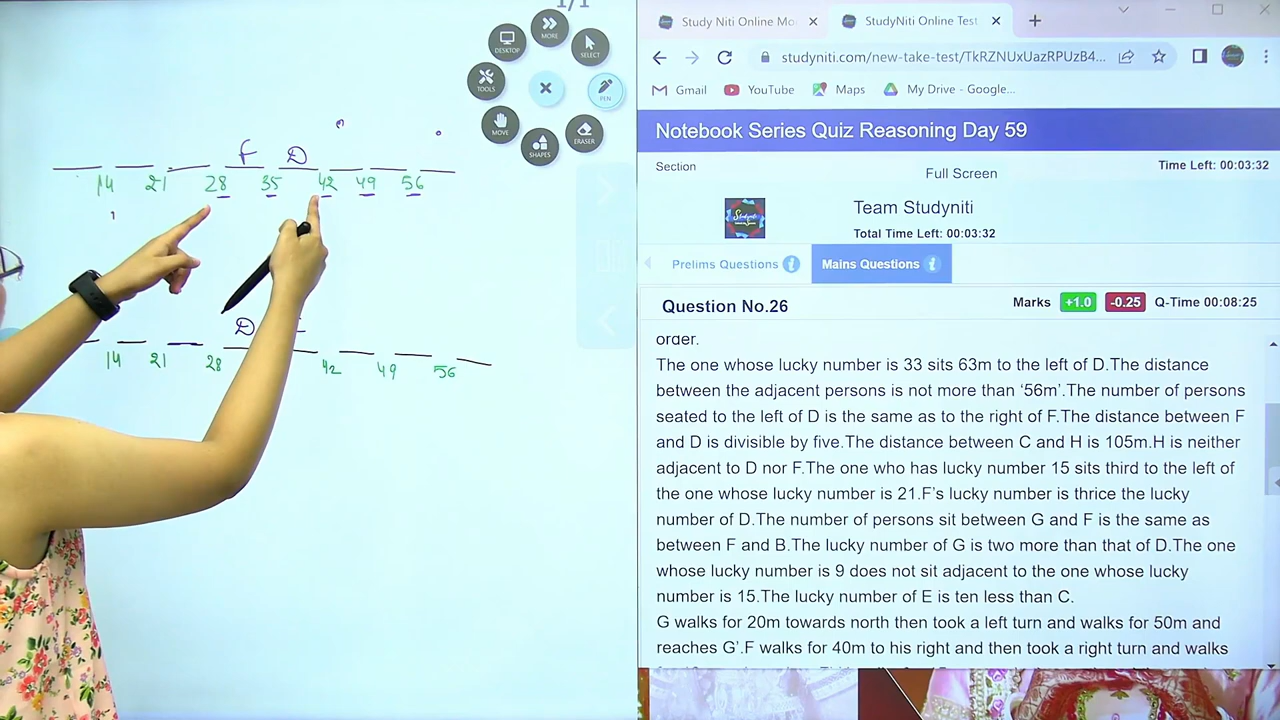 1/1
DESKTOP
MORE
SELECT
TOOLS
PEN
MOVE
SHAPES
ERASER
F D
14 21 28 35 42 49 56
D
14 21 28 42 49 56
Study Niti Online Mo
StudyNiti Online Test
studyniti.com/new-take-test/TkRZNUxUazRPUzB4...
Gmail YouTube Maps My Drive - Google...
Notebook Series Quiz Reasoning Day 59
Section
Full Screen
Time Left: 00:03:32
Team Studyniti
Total Time Left: 00:03:32
Prelims Questions i
Mains Questions i
Question No.26
Marks +1.0 -0.25 Q-Time 00:08:25
order.
The one whose lucky number is 33 sits 63m to the left of D.The distance
between the adjacent persons is not more than ‘56m’.The number of persons
seated to the left of D is the same as to the right of F.The distance between F
and D is divisible by five.The distance between C and H is 105m.H is neither
adjacent to D nor F.The one who has lucky number 15 sits third to the left of
the one whose lucky number is 21.F’s lucky number is thrice the lucky
number of D.The number of persons sit between G and F is the same as
between F and B.The lucky number of G is two more than that of D.The one
whose lucky number is 9 does not sit adjacent to the one whose lucky
number is 15.The lucky number of E is ten less than C.
G walks for 20m towards north then took a left turn and walks for 50m and
reaches G’.F walks for 40m to his right and then took a right turn and walks